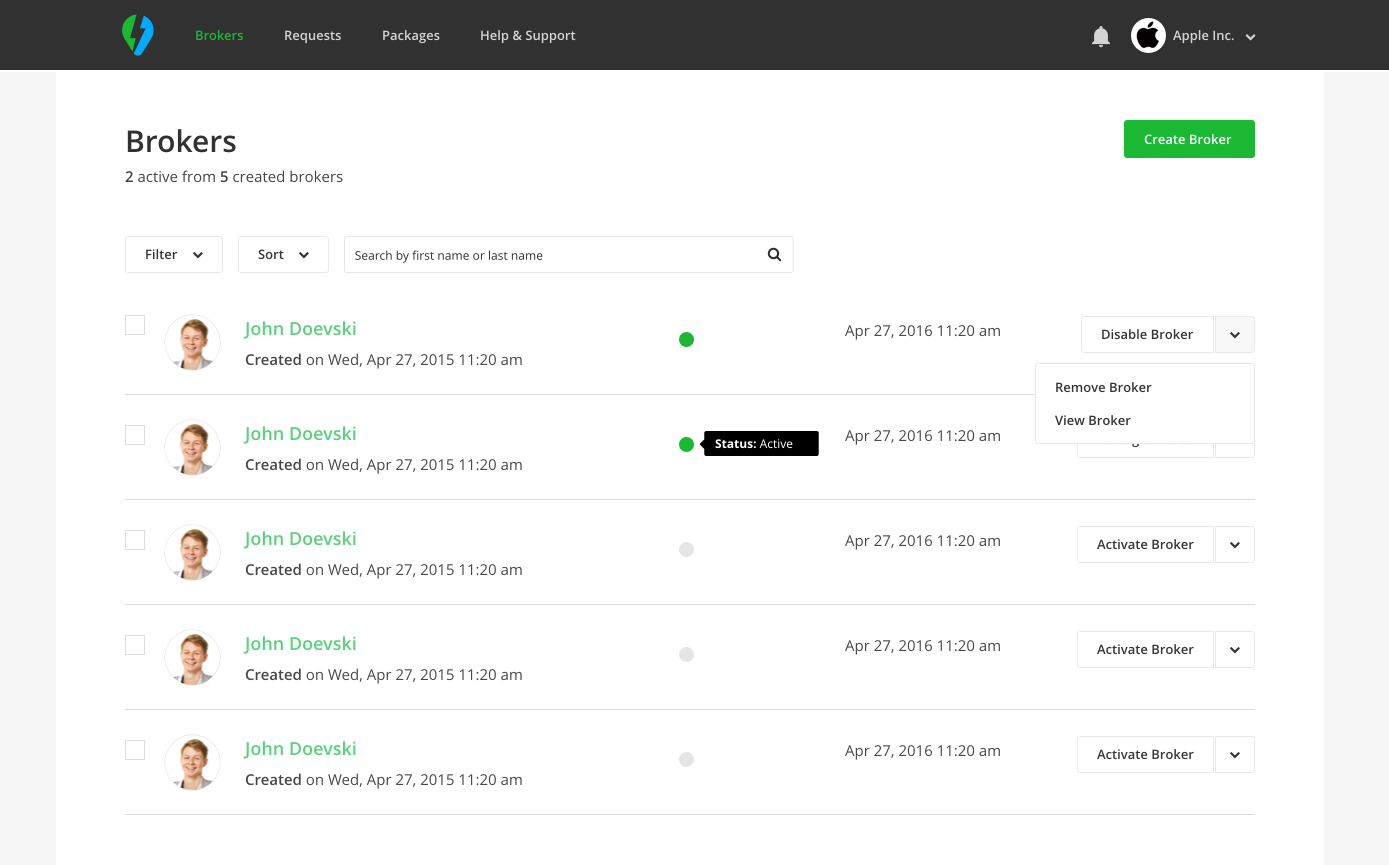 Brokers Requests Packages Help & Support Apple Inc.
Brokers
Create Broker
2 active from 5 created brokers
Filter Sort Search by first name or last name
John Doevski
Apr 27, 2016 11:20 am
Disable Broker
Created on Wed, Apr 27, 2015 11:20 am
Remove Broker
View Broker
John Doevski
Status: Active
Apr 27, 2016 11:20 am
Created on Wed, Apr 27, 2015 11:20 am
John Doevski
Apr 27, 2016 11:20 am
Activate Broker
Created on Wed, Apr 27, 2015 11:20 am
John Doevski
Apr 27, 2016 11:20 am
Activate Broker
Created on Wed, Apr 27, 2015 11:20 am
John Doevski
Apr 27, 2016 11:20 am
Activate Broker
Created on Wed, Apr 27, 2015 11:20 am